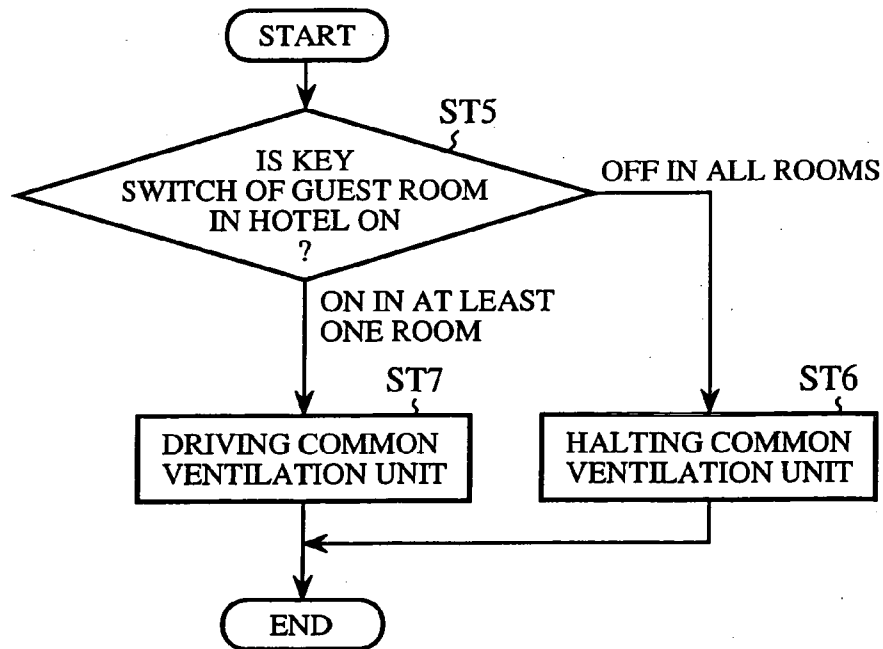 START
ST5
IS KEY
SWITCH OF GUEST ROOM
IN HOTEL ON
?
OFF IN ALL ROOMS
ON IN AT LEAST
ONE ROOM
ST7
DRIVING COMMON
VENTILATION UNIT
ST6
HALTING COMMON
VENTILATION UNIT
END